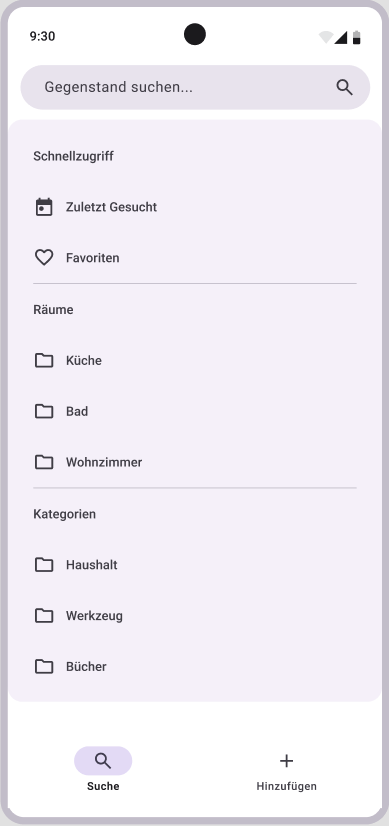 9:30
Gegenstand suchen...
Schnellzugriff
Zuletzt Gesucht
Favoriten
Räume
Küche
Bad
Wohnzimmer
Kategorien
Haushalt
Werkzeug
Bücher
Suche
Hinzufügen